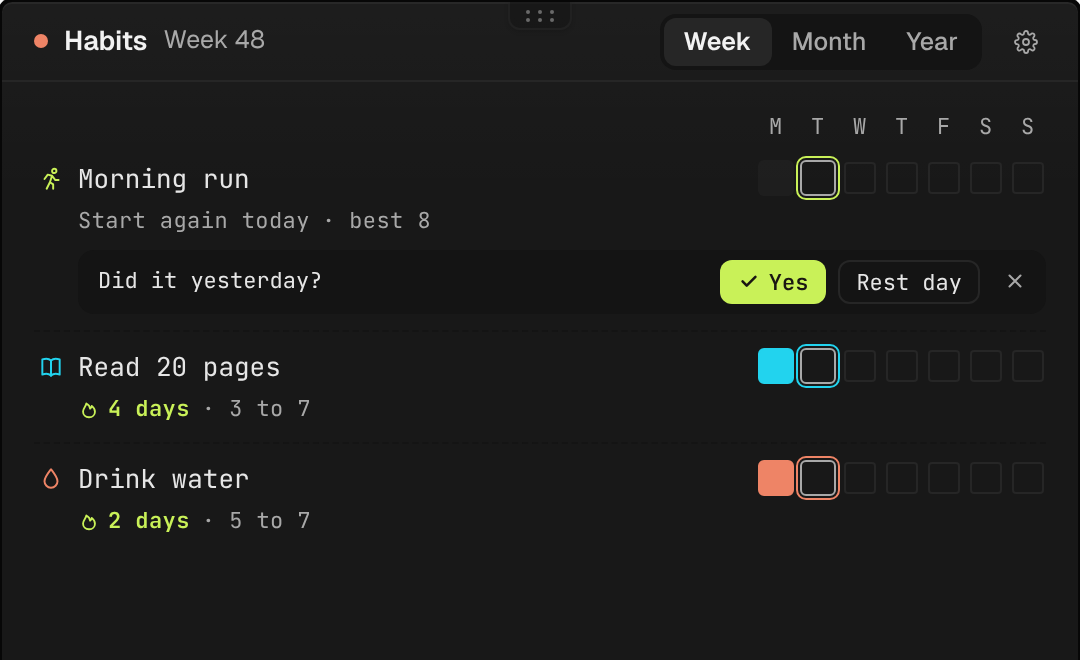 Habits Week 48 Week Month Year
M T W T F S S
Morning run
Start again today · best 8
Did it yesterday? Yes Rest day
Read 20 pages
4 days · 3 to 7
Drink water
2 days · 5 to 7